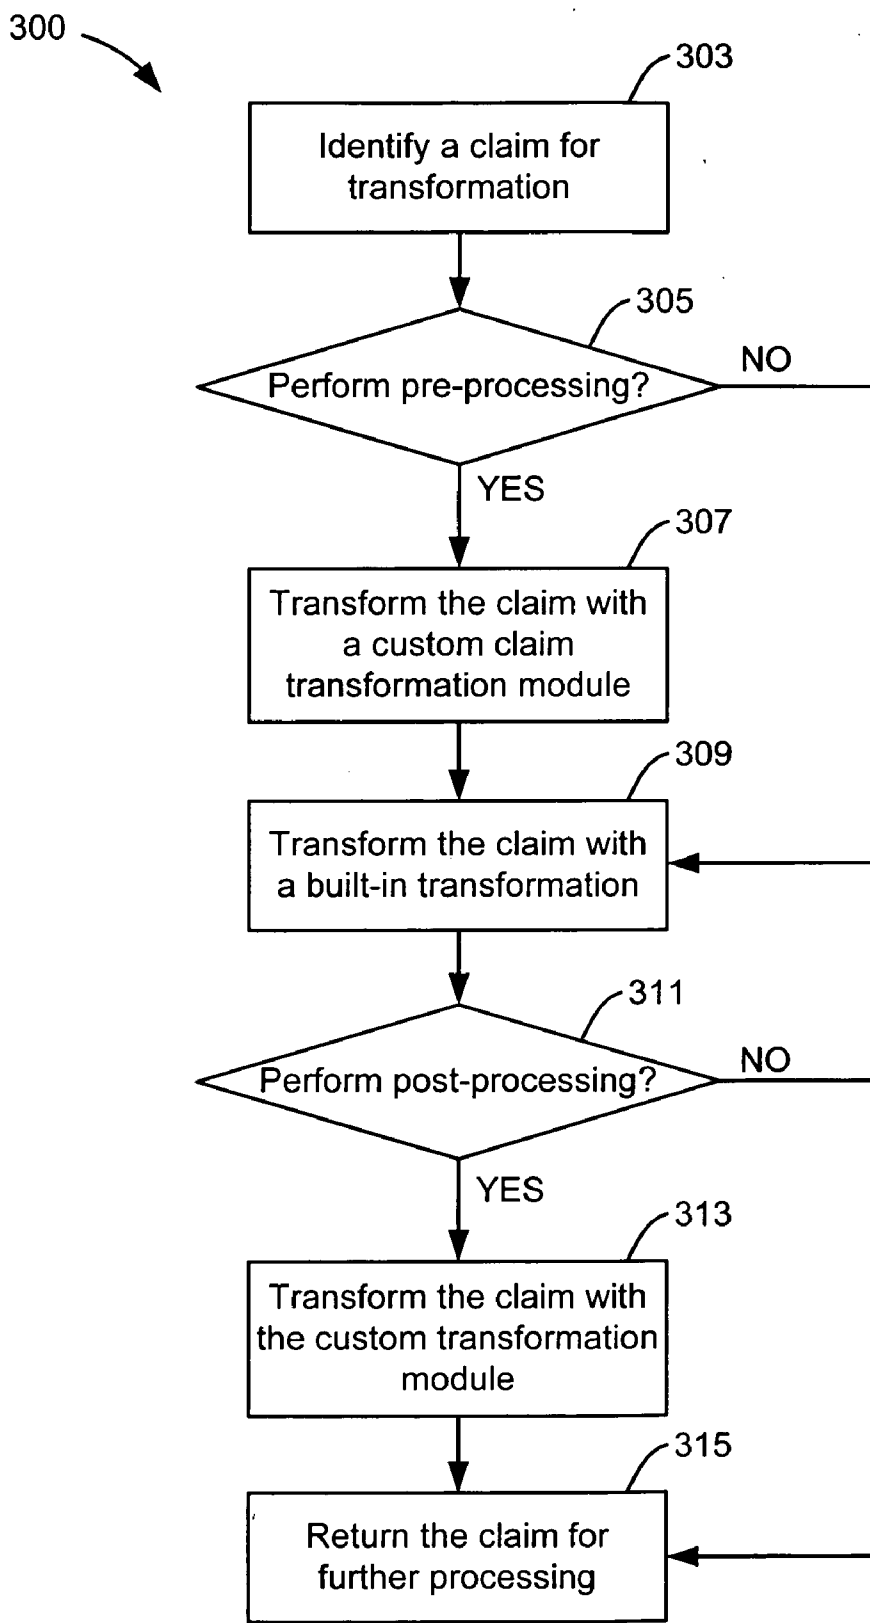 300
303
Identify a claim for
transformation
305
Perform pre-processing?
NO
YES
307
Transform the claim with
a custom claim
transformation module
309
Transform the claim with
a built-in transformation
311
Perform post-processing?
NO
YES
313
Transform the claim with
the custom transformation
module
315
Return the claim for
further processing